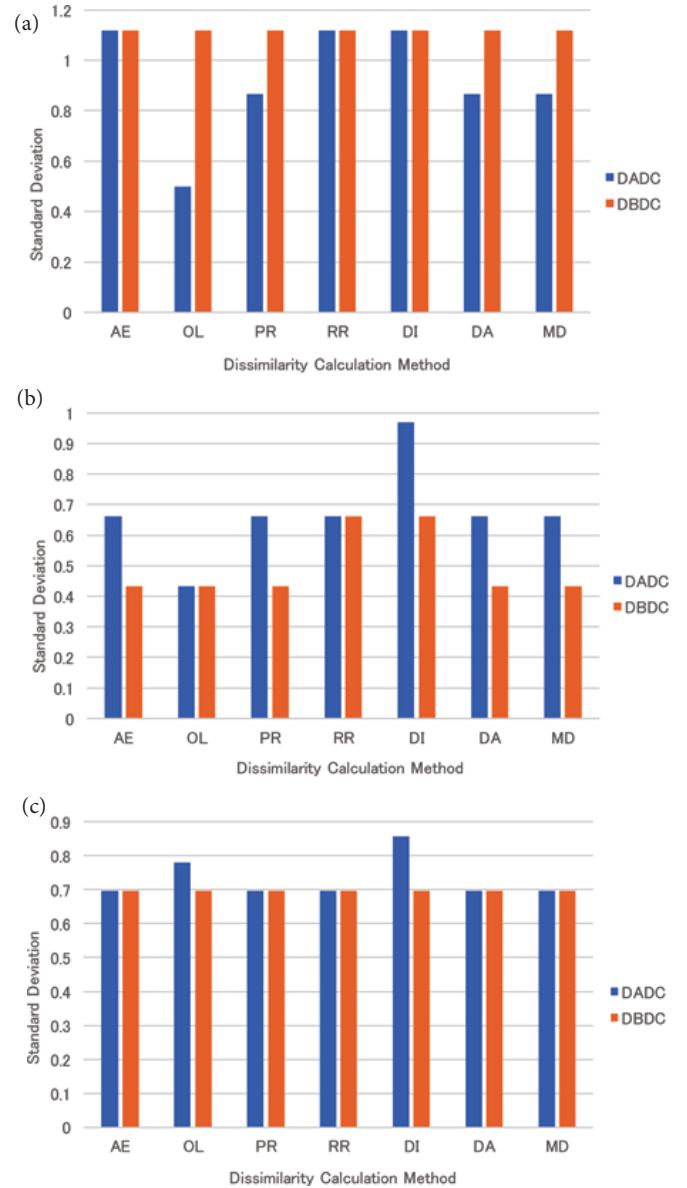 (a)
1.2
1
0.8
0.6
0.4
0.2
0
Standard Deviation
AE OL PR RR DI DA MD
Dissimilarity Calculation Method
DADC
DBDC
(b)
1
0.9
0.8
0.7
0.6
0.5
0.4
0.3
0.2
0.1
0
Standard Deviation
AE OL PR RR DI DA MD
Dissimilarity Calculation Method
DADC
DBDC
(c)
0.9
0.8
0.7
0.6
0.5
0.4
0.3
0.2
0.1
0
Standard Deviation
AE OL PR RR DI DA MD
Dissimilarity Calculation Method
DADC
DBDC